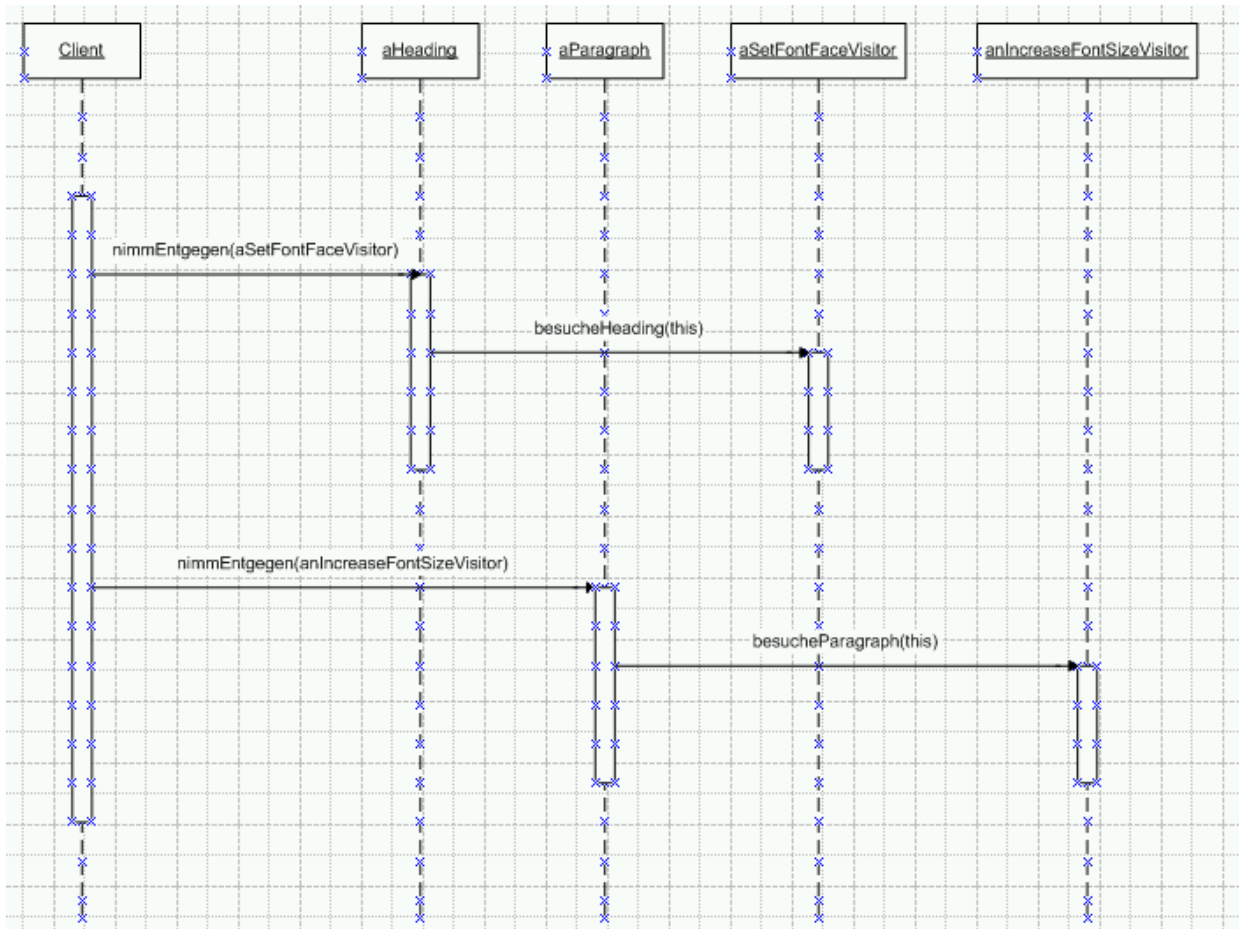 Client
aHeading
aParagraph
aSetFontFaceVisitor
anIncreaseFontSizeVisitor
nimmEntgegen(aSetFontFaceVisitor)
besucheHeading(this)
nimmEntgegen(anIncreaseFontSizeVisitor)
besucheParagraph(this)